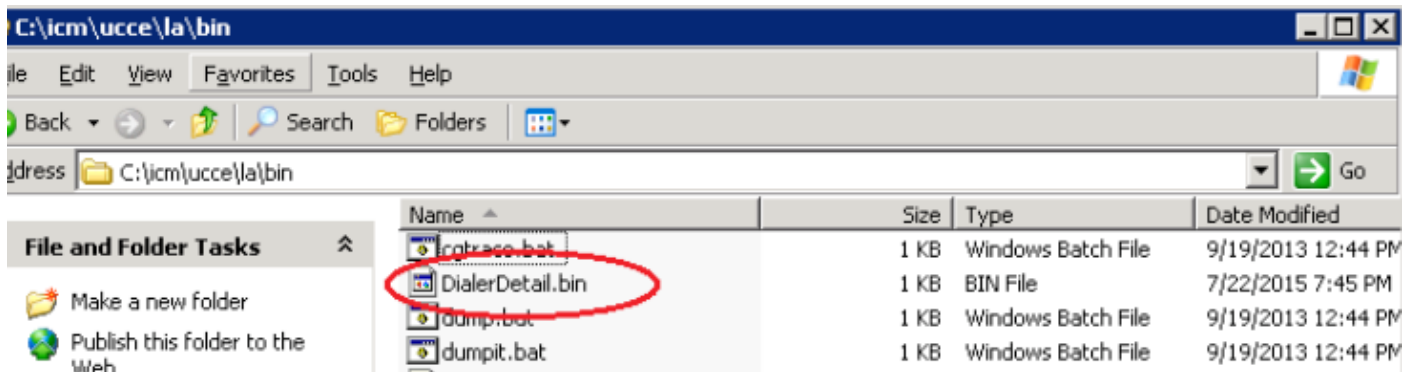 C:\icm\ucce\la\bin
ile Edit View Favorites Tools Help
Back Search Folders
ddress C:\icm\ucce\la\bin Go
Name Size Type Date Modified
File and Folder Tasks
cgtrace.bat 1 KB Windows Batch File 9/19/2013 12:44 PM
DialerDetail.bin 1 KB BIN File 7/22/2015 7:45 PM
Make a new folder
dump.bat 1 KB Windows Batch File 9/19/2013 12:44 PM
Publish this folder to the
Web
dumpit.bat 1 KB Windows Batch File 9/19/2013 12:44 PM